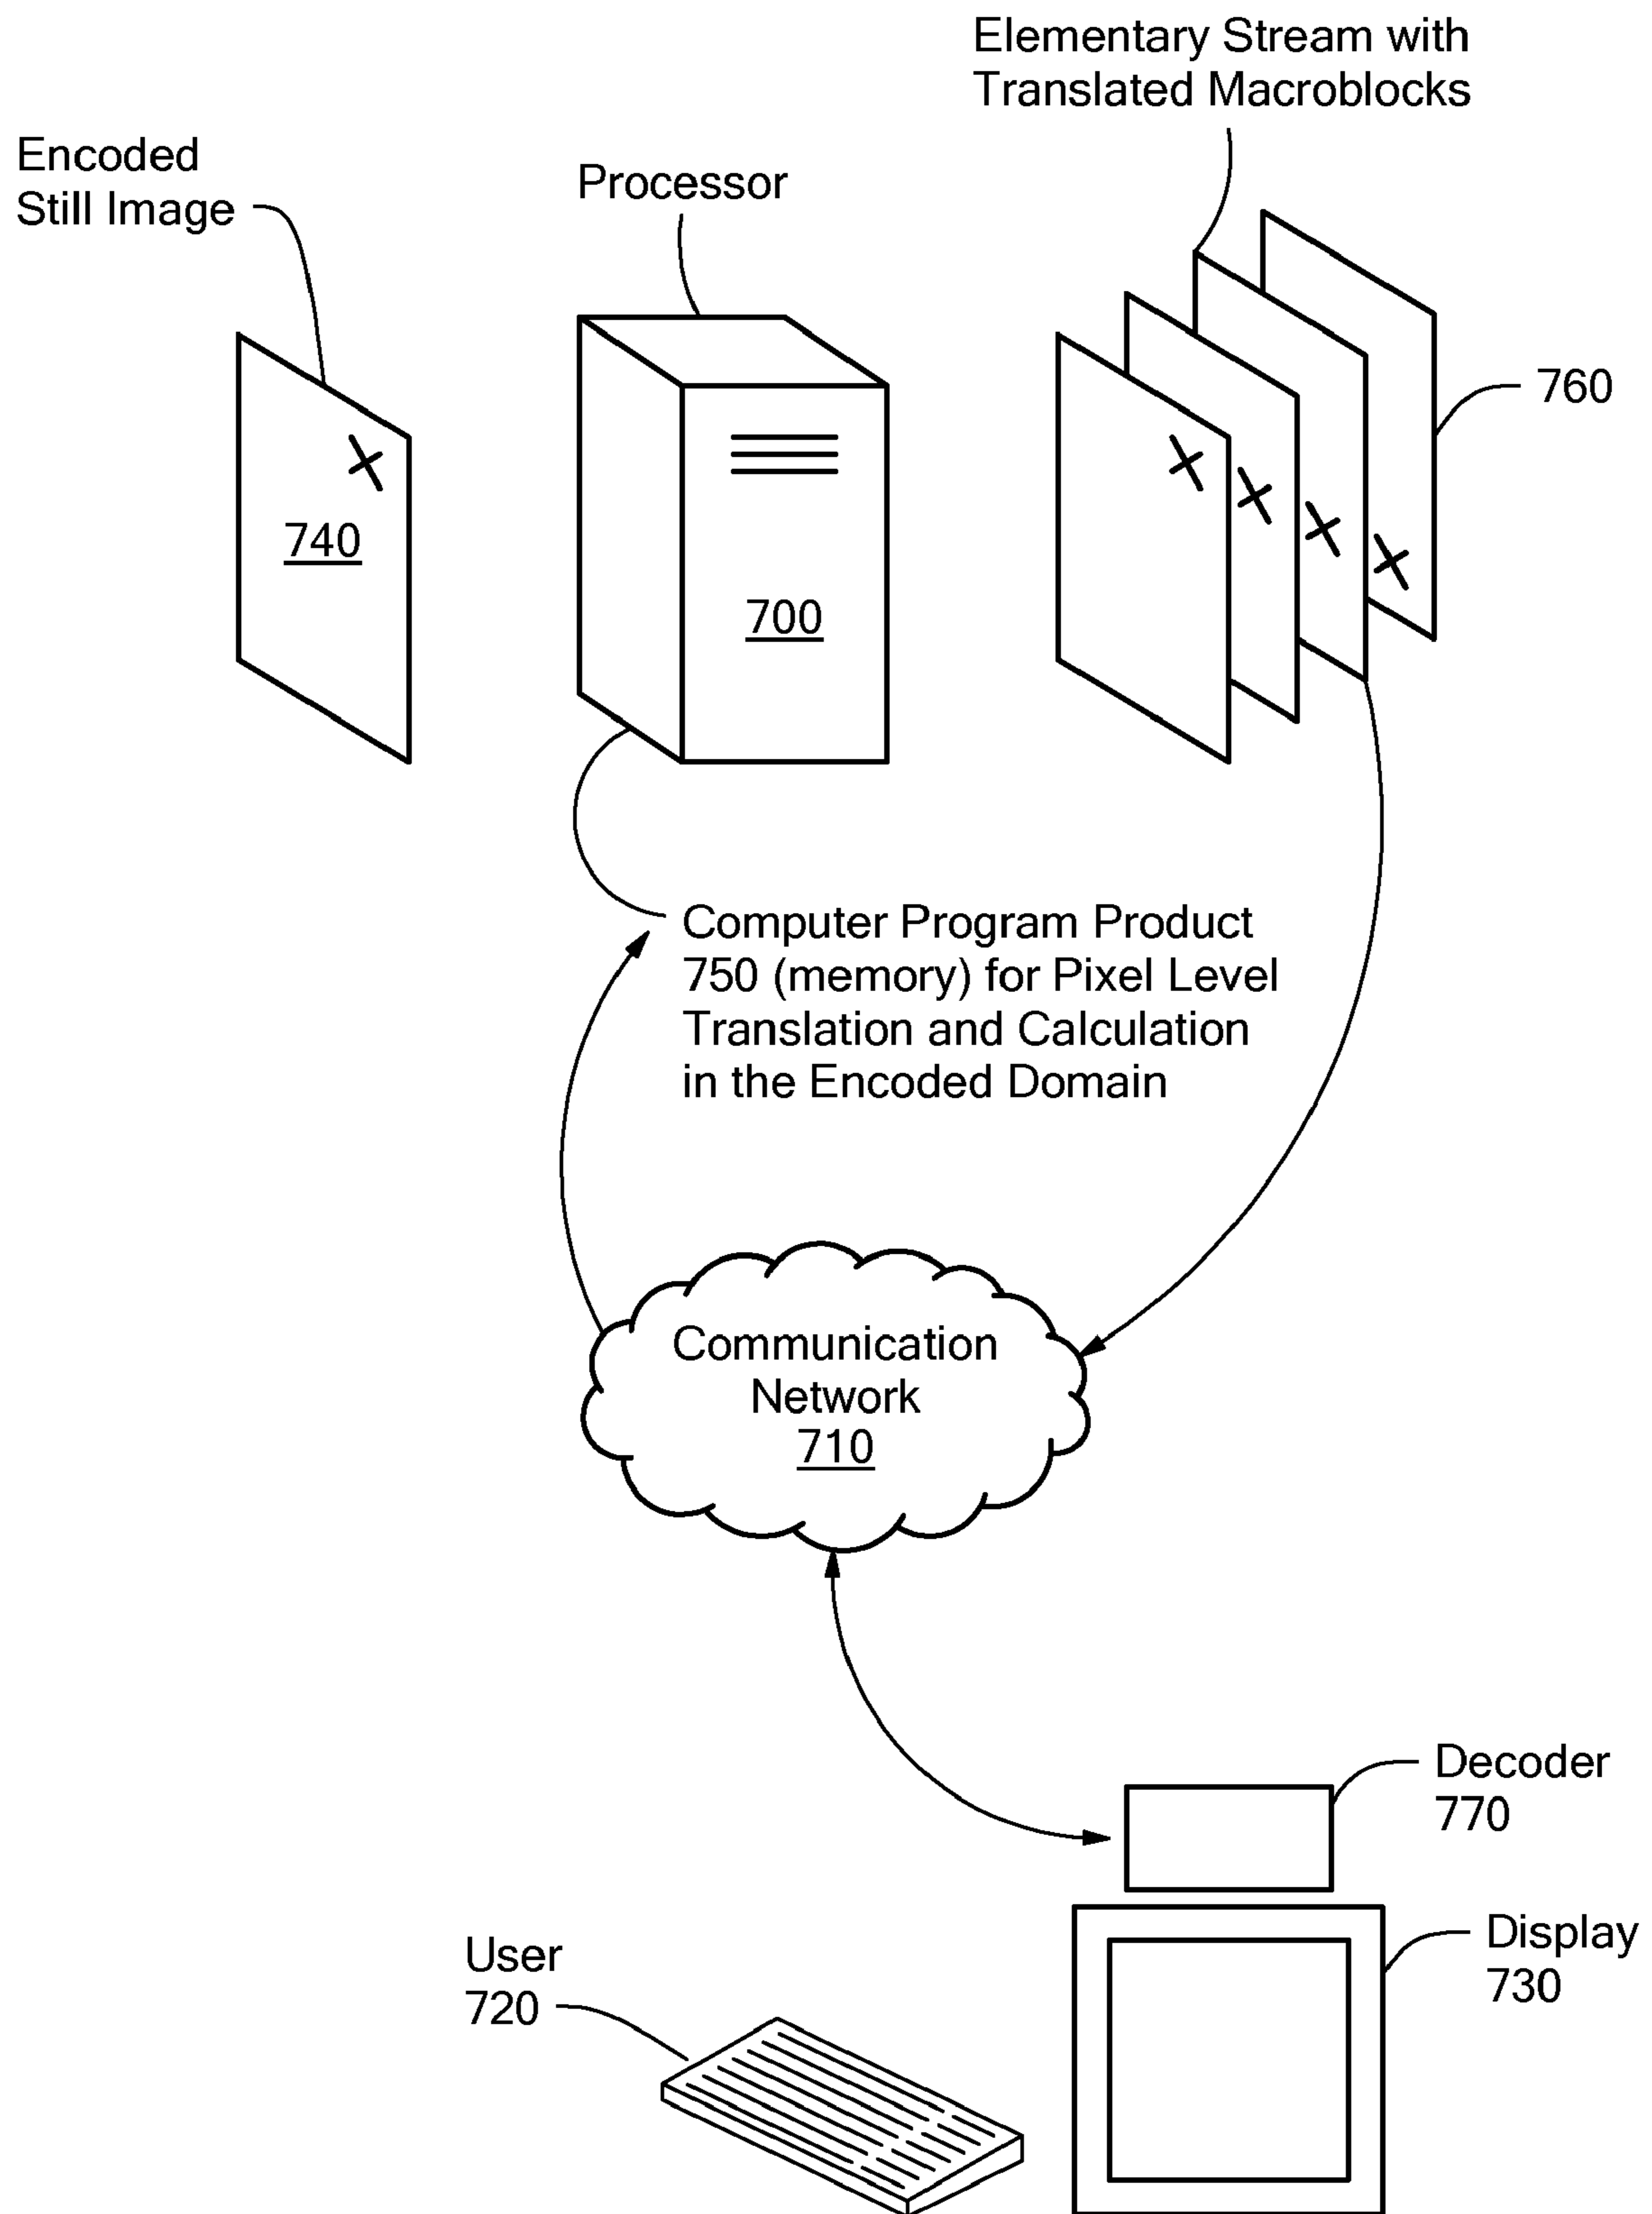 Elementary Stream with
Translated Macroblocks
Encoded
Still Image
Processor
760
740
700
Computer Program Product
750 (memory) for Pixel Level
Translation and Calculation
in the Encoded Domain
Communication
Network
710
Decoder
770
Display
730
User
720